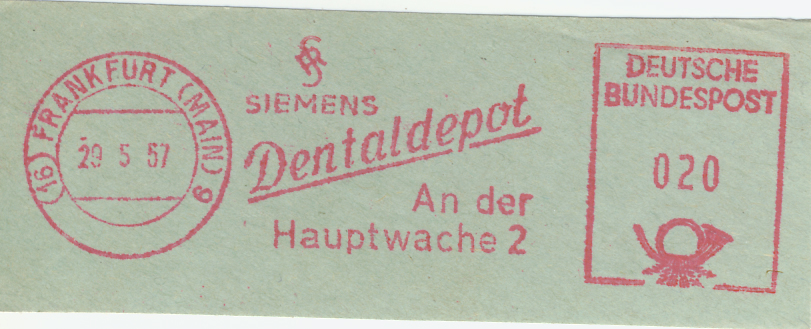 (16) FRANKFURT (MAIN) 9
29 5 57
SIEMENS
Dentaldepot
An der
Hauptwache 2
DEUTSCHE
BUNDESPOST
020